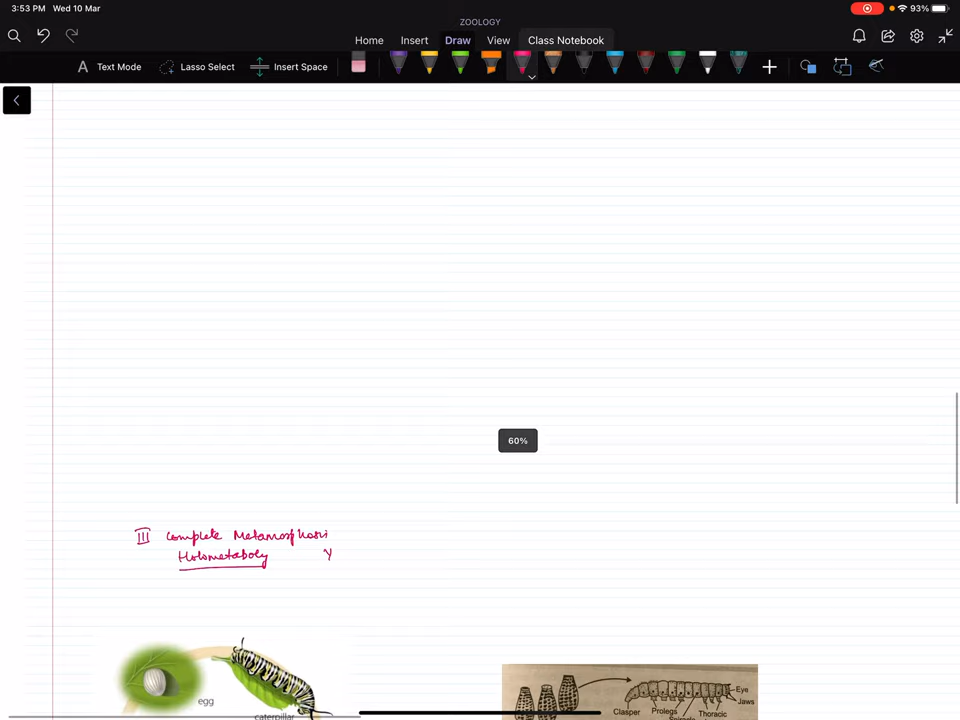 3:53 PM Wed 10 Mar
93%
ZOOLOGY
Home Insert Draw View Class Notebook
A Text Mode Lasso Select Insert Space
60%
III Complete Metamorphosis
Holometaboly
egg
caterpillar
Eye
Jaws
Clasper Prolegs Thoracic